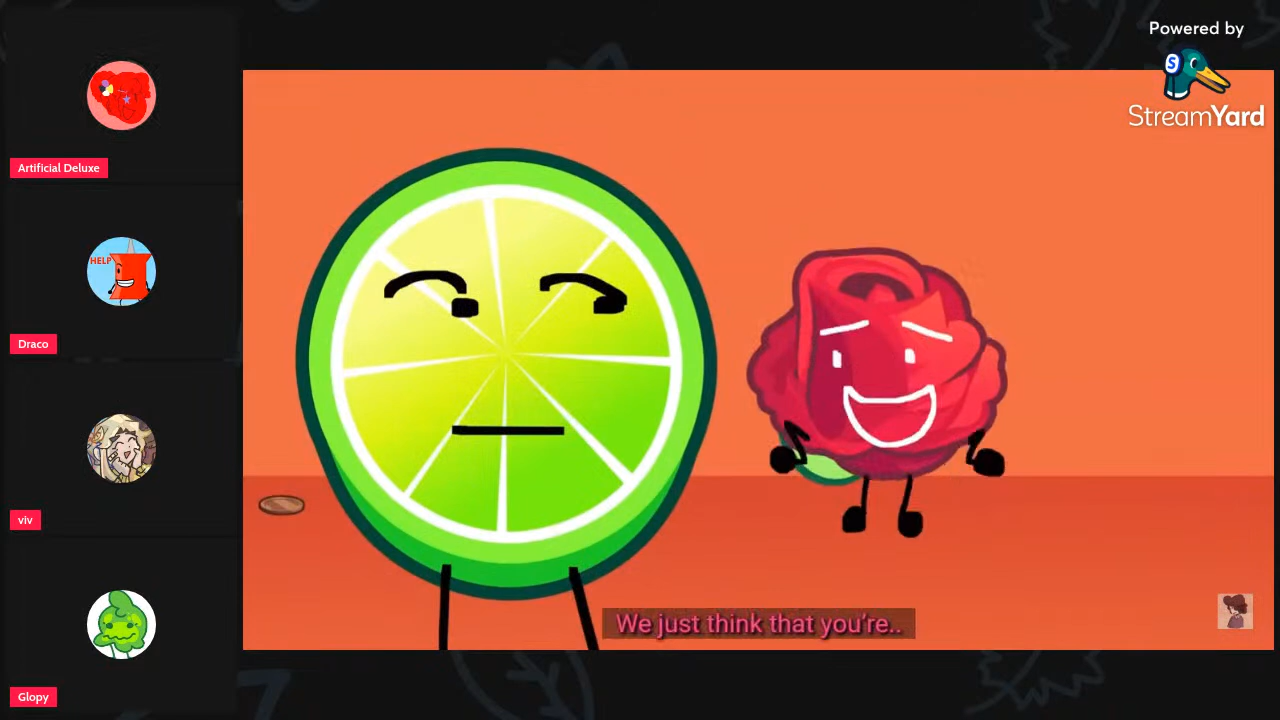 Powered by
S
StreamYard
Artificial Deluxe
HELP
Draco
viv
Glopy
We just think that you're..